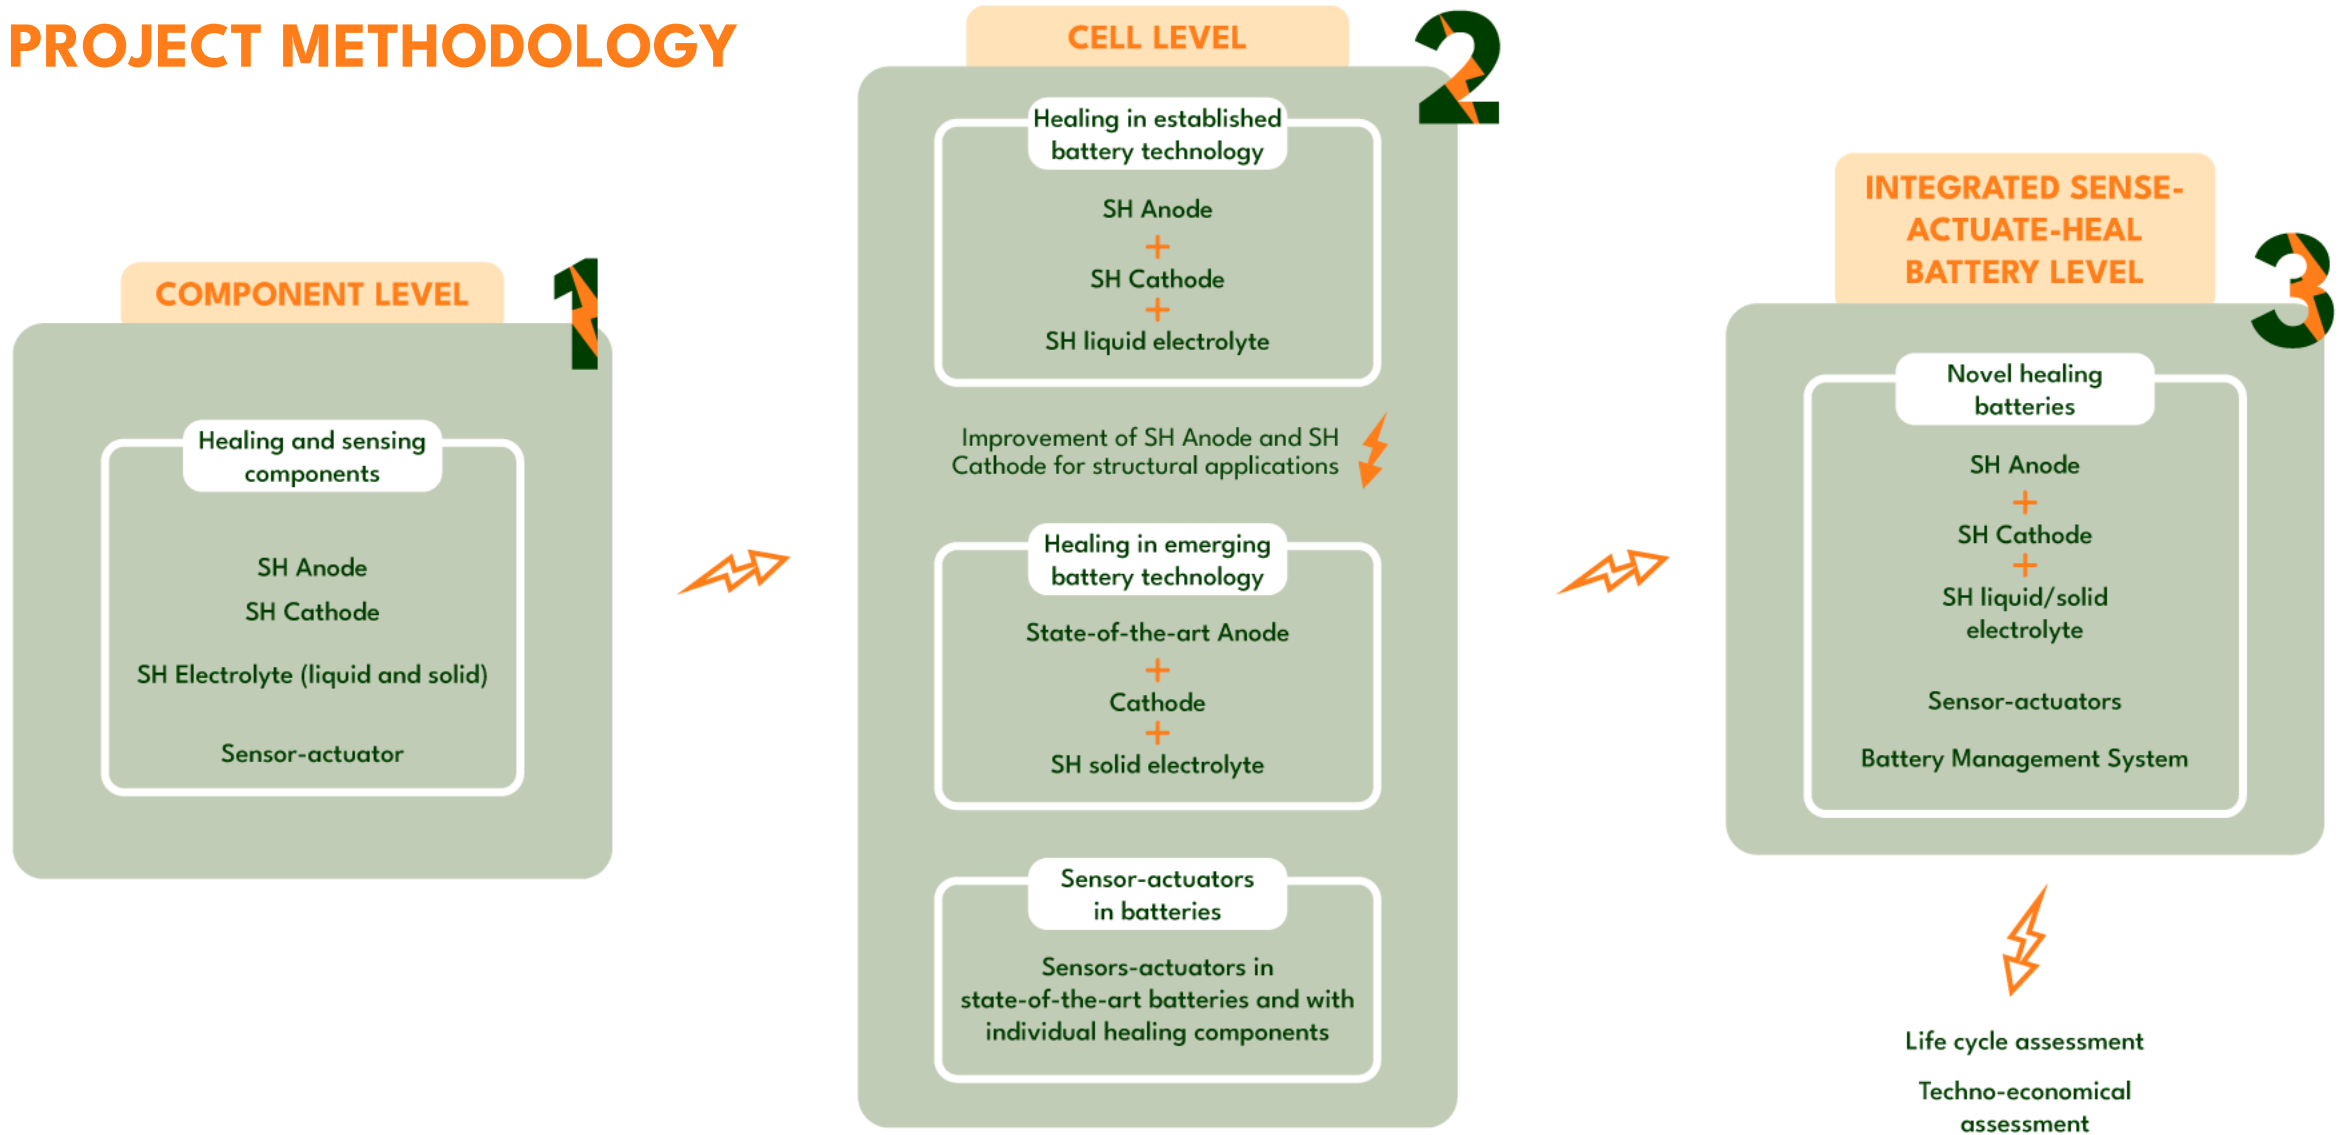 PROJECT METHODOLOGY
COMPONENT LEVEL
1
Healing and sensing
components
SH Anode
SH Cathode
SH Electrolyte (liquid and solid)
Sensor-actuator
CELL LEVEL
2
Healing in established
battery technology
SH Anode
+
SH Cathode
+
SH liquid electrolyte
Improvement of SH Anode and SH
Cathode for structural applications
Healing in emerging
battery technology
State-of-the-art Anode
+
Cathode
+
SH solid electrolyte
Sensor-actuators
in batteries
Sensors-actuators in
state-of-the-art batteries and with
individual healing components
INTEGRATED SENSE-
ACTUATE-HEAL
BATTERY LEVEL
3
Novel healing
batteries
SH Anode
+
SH Cathode
+
SH liquid/solid
electrolyte
Sensor-actuators
Battery Management System
Life cycle assessment
Techno-economical
assessment